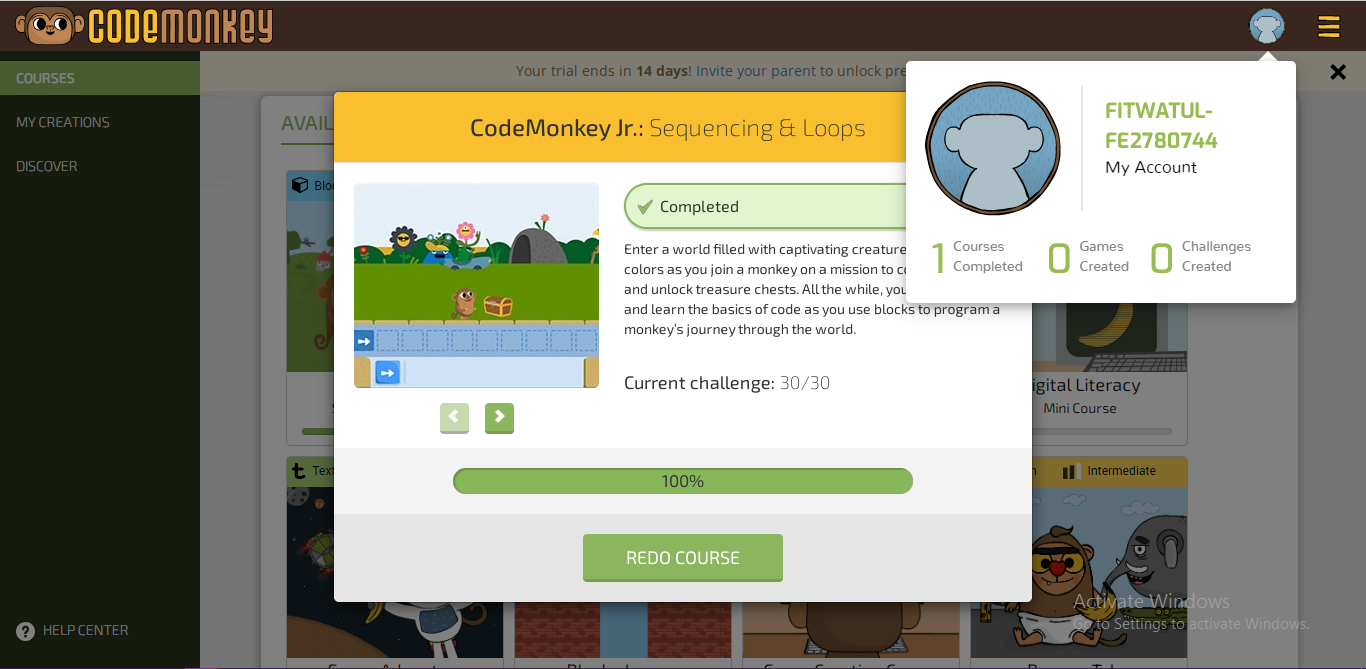 CODEMONKEY
COURSES
MY CREATIONS
DISCOVER
HELP CENTER
Your trial ends in 14 days! Invite your parent to unlock pre
AVAIL
CodeMonkey Jr.: Sequencing & Loops
FITWATUL-
FE2780744
My Account
1 Courses Completed
0 Games Created
0 Challenges Created
Completed
Enter a world filled with captivating creature
colors as you join a monkey on a mission to co
and unlock treasure chests. All the while, you
and learn the basics of code as you use blocks to program a
monkey's journey through the world.
Current challenge: 30/30
100%
REDO COURSE
Bloc
igital Literacy
Mini Course
Text
Intermediate
Activate Windows
Go to Settings to activate Windows.